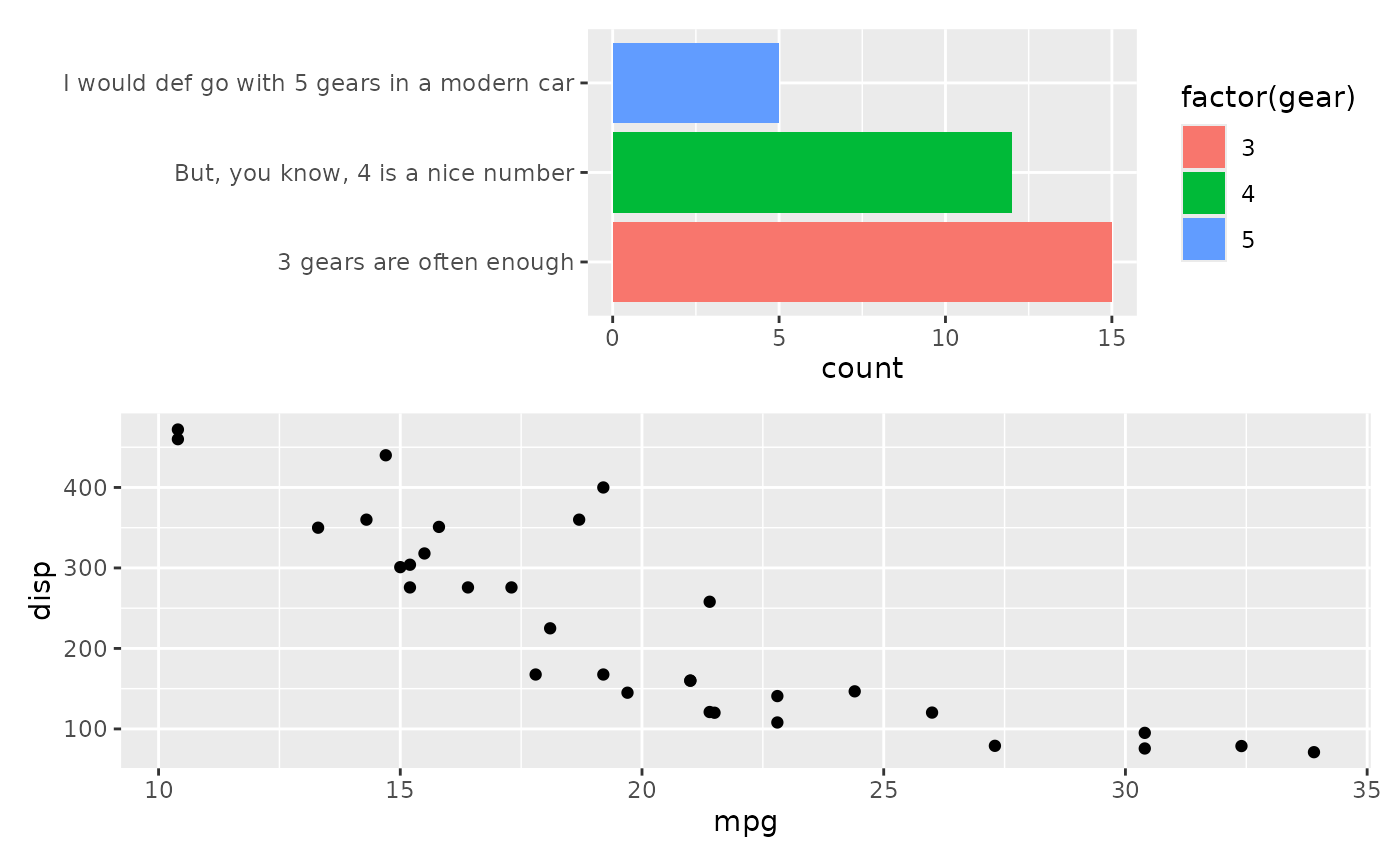 I would def go with 5 gears in a modern car
But, you know, 4 is a nice number
3 gears are often enough
0 5 10 15
count
factor(gear)
3
4
5
400
300
200
100
disp
10 15 20 25 30 35
mpg